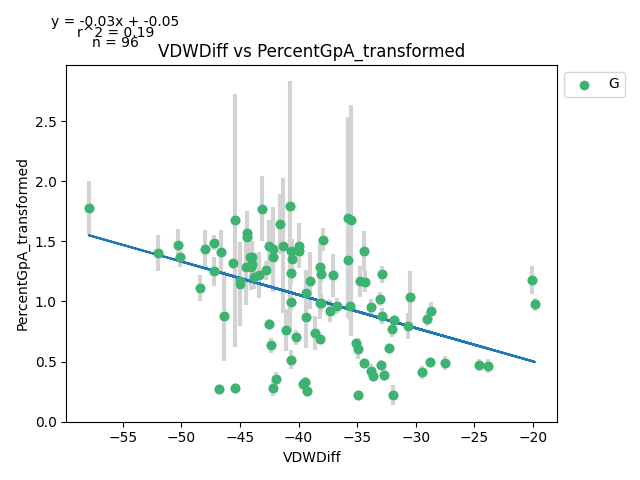 y = -0.03x + -0.05
r^2 = 0.19
n = 96
VDWDiff vs PercentGpA_transformed
G
PercentGpA_transformed
2.5
2.0
1.5
1.0
0.5
0.0
−55 −50 −45 −40 −35 −30 −25 −20
VDWDiff